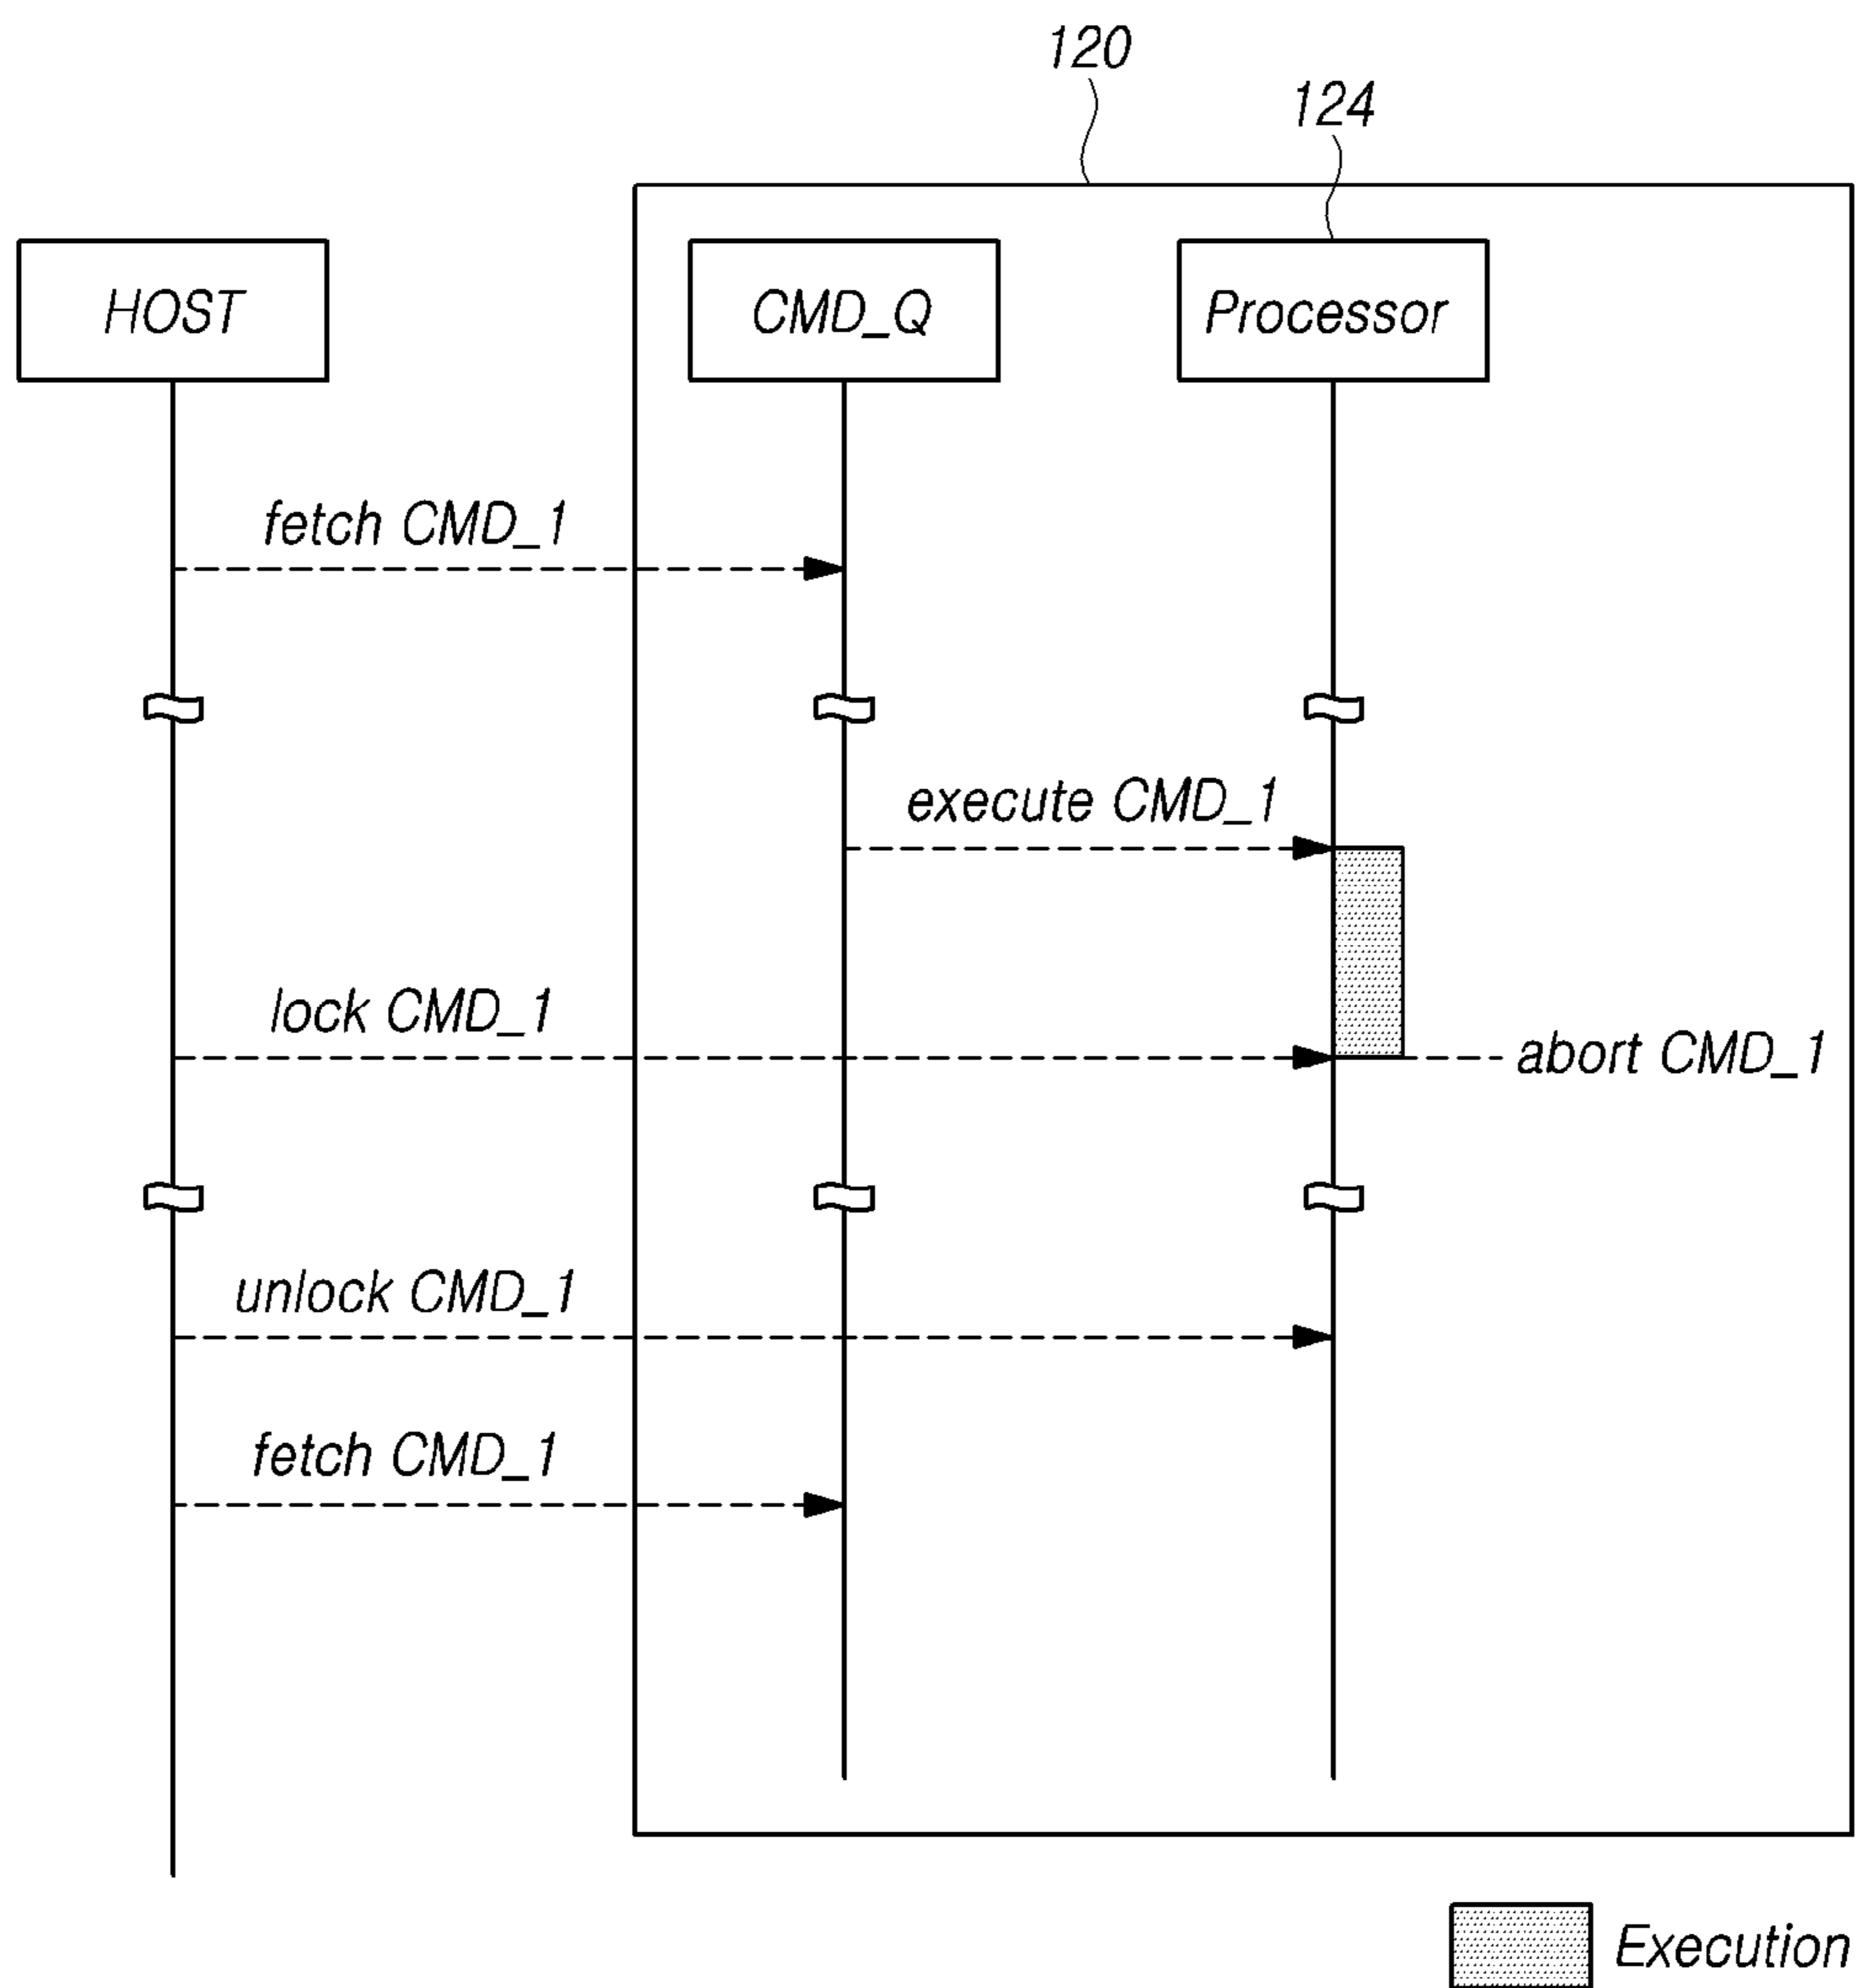 120
124
HOST
CMD_Q
Processor
fetch CMD_1
execute CMD_1
lock CMD_1
abort CMD_1
unlock CMD_1
fetch CMD_1
Execution